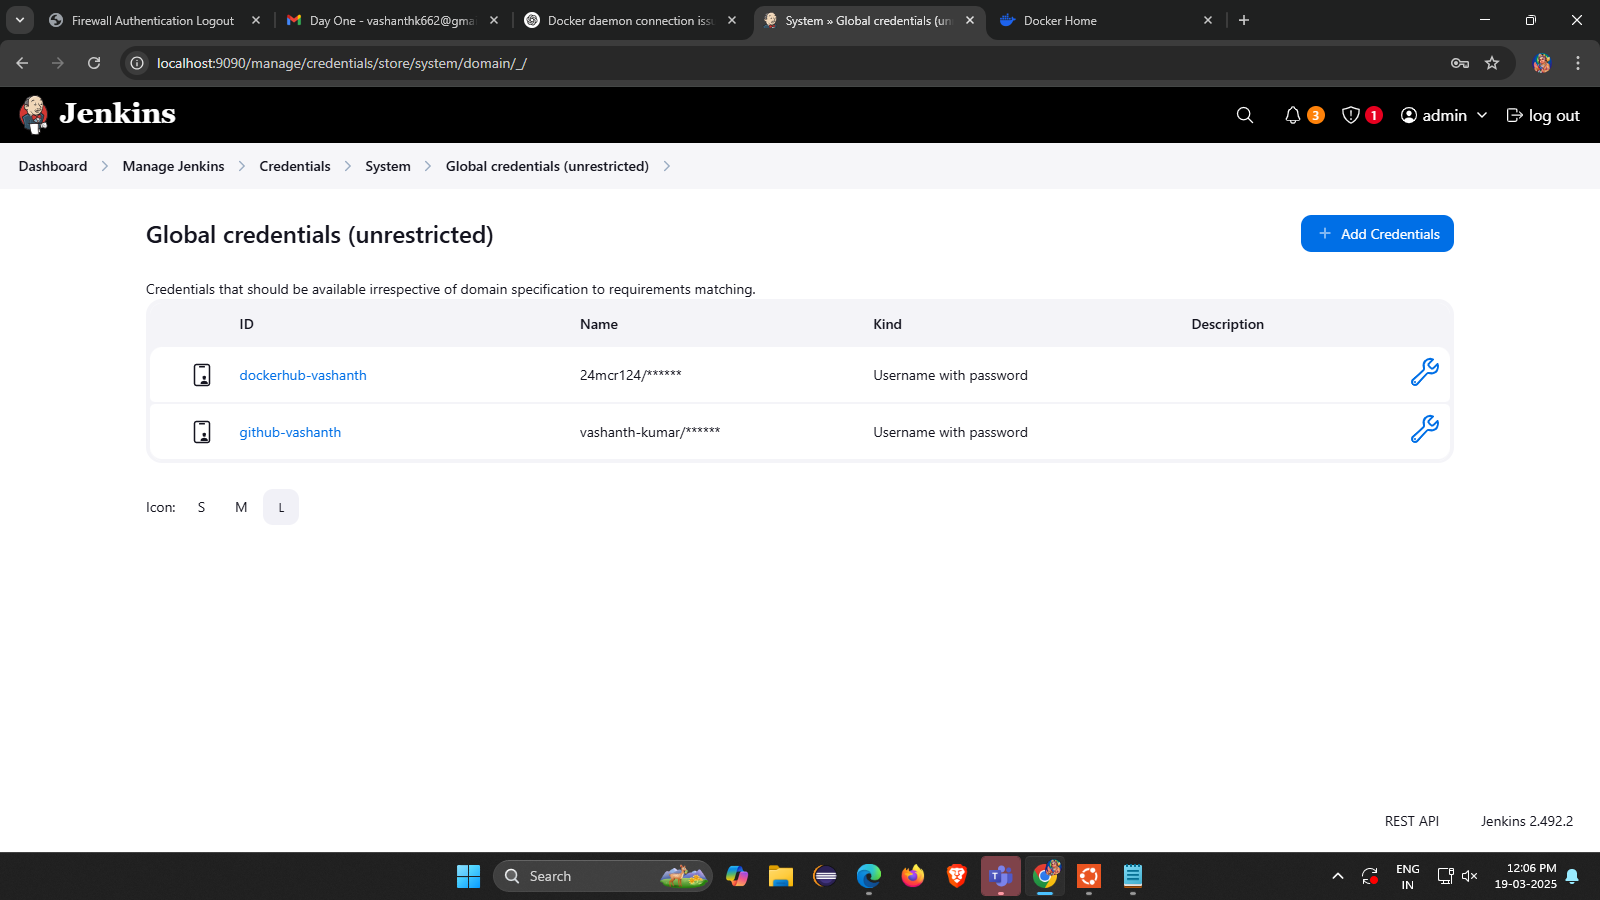 Firewall Authentication Logout
Day One - vashanthk662@gma
Docker daemon connection issu
System » Global credentials (un
Docker Home
localhost:9090/manage/credentials/store/system/domain/_/
Jenkins
3
1
admin
log out
Dashboard
Manage Jenkins
Credentials
System
Global credentials (unrestricted)
Global credentials (unrestricted)
Add Credentials
Credentials that should be available irrespective of domain specification to requirements matching.
ID Name Kind Description
dockerhub-vashanth 24mcr124/****** Username with password
github-vashanth vashanth-kumar/****** Username with password
Icon: S M L
REST API Jenkins 2.492.2
Search
ENG
IN
12:06 PM
19-03-2025